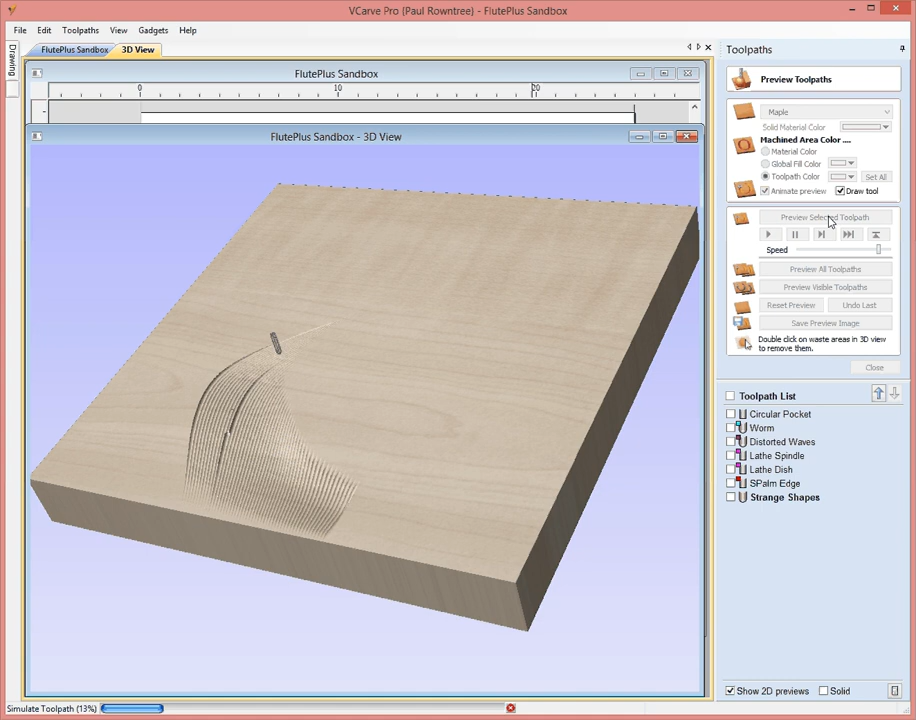 VCarve Pro (Paul Rowntree) - FlutePlus Sandbox
File Edit Toolpaths View Gadgets Help
Drawing
FlutePlus Sandbox 3D View
FlutePlus Sandbox
0 10 20
FlutePlus Sandbox - 3D View
Toolpaths
Preview Toolpaths
Maple
Solid Material Color
Machined Area Color ....
Material Color
Global Fill Color
Toolpath Color Set All
Animate preview Draw tool
Preview Selected Toolpath
Speed
Preview All Toolpaths
Preview Visible Toolpaths
Reset Preview Undo Last
Save Preview Image
Double click on waste areas in 3D view
to remove them.
Close
Toolpath List
Circular Pocket
Worm
Distorted Waves
Lathe Spindle
Lathe Dish
SPalm Edge
Strange Shapes
Show 2D previews Solid
Simulate Toolpath (13%)